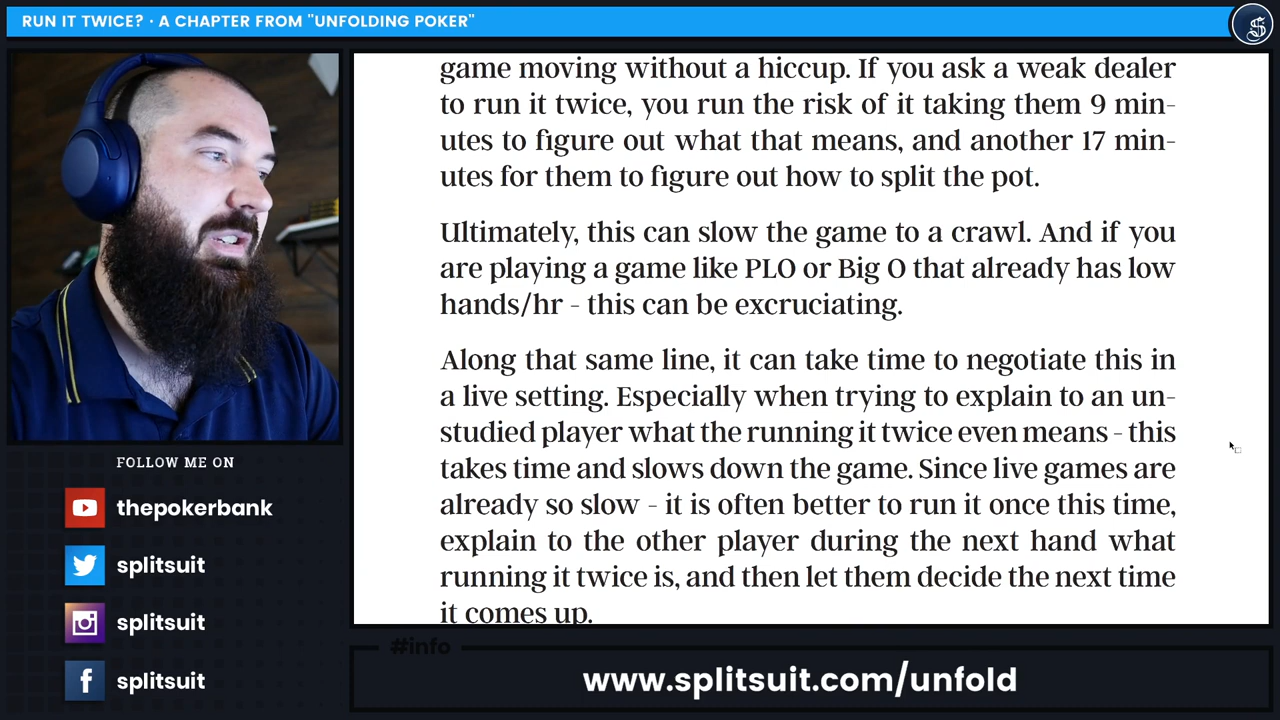 RUN IT TWICE? · A CHAPTER FROM "UNFOLDING POKER"
game moving without a hiccup. If you ask a weak dealer
to run it twice, you run the risk of it taking them 9 min-
utes to figure out what that means, and another 17 min-
utes for them to figure out how to split the pot.
Ultimately, this can slow the game to a crawl. And if you
are playing a game like PLO or Big O that already has low
hands/hr - this can be excruciating.
Along that same line, it can take time to negotiate this in
a live setting. Especially when trying to explain to an un-
studied player what the running it twice even means - this
takes time and slows down the game. Since live games are
already so slow - it is often better to run it once this time,
explain to the other player during the next hand what
running it twice is, and then let them decide the next time
it comes up.
FOLLOW ME ON
thepokerbank
splitsuit
splitsuit
splitsuit
#info
www.splitsuit.com/unfold